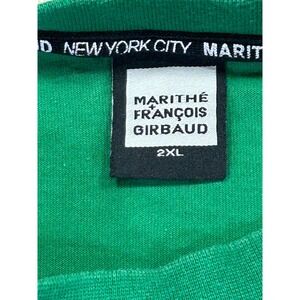 NEW YORK CITY MARIT
MARITHÉ
+
FRANÇOIS
GIRBAUD
2XL